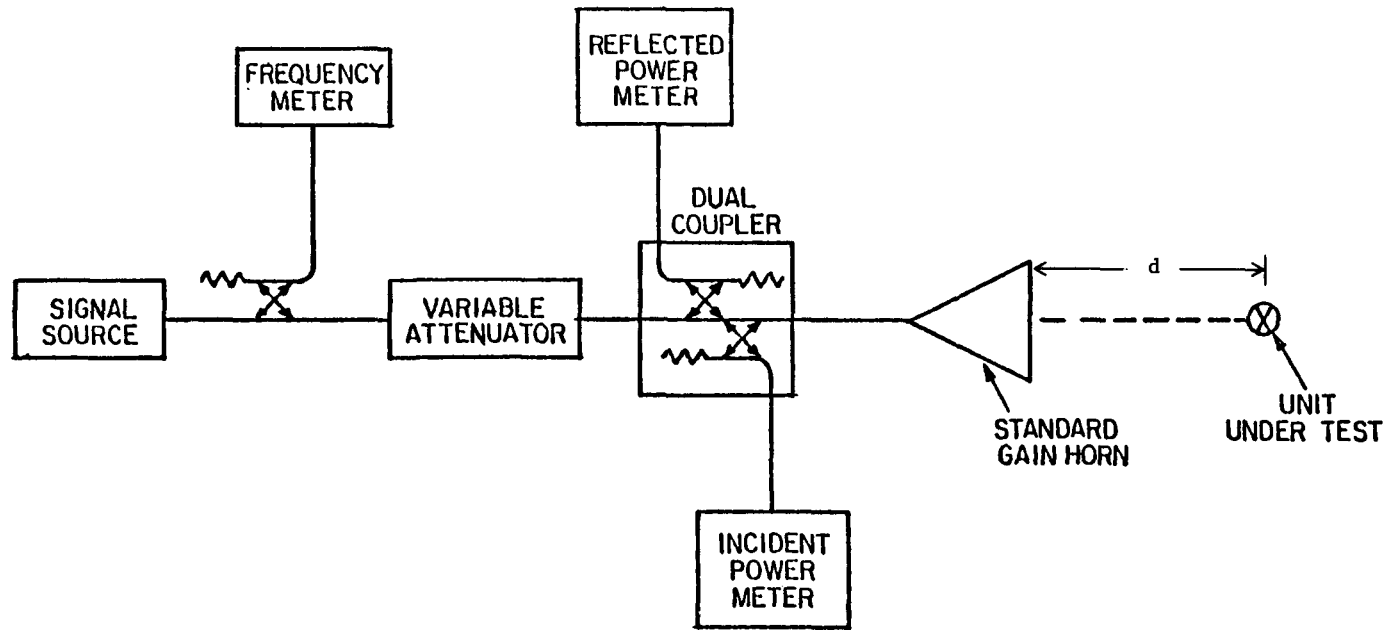 FREQUENCY
METER
REFLECTED
POWER
METER
DUAL
COUPLER
SIGNAL
SOURCE
VARIABLE
ATTENUATOR
d
STANDARD
GAIN HORN
UNIT
UNDER TEST
INCIDENT
POWER
METER